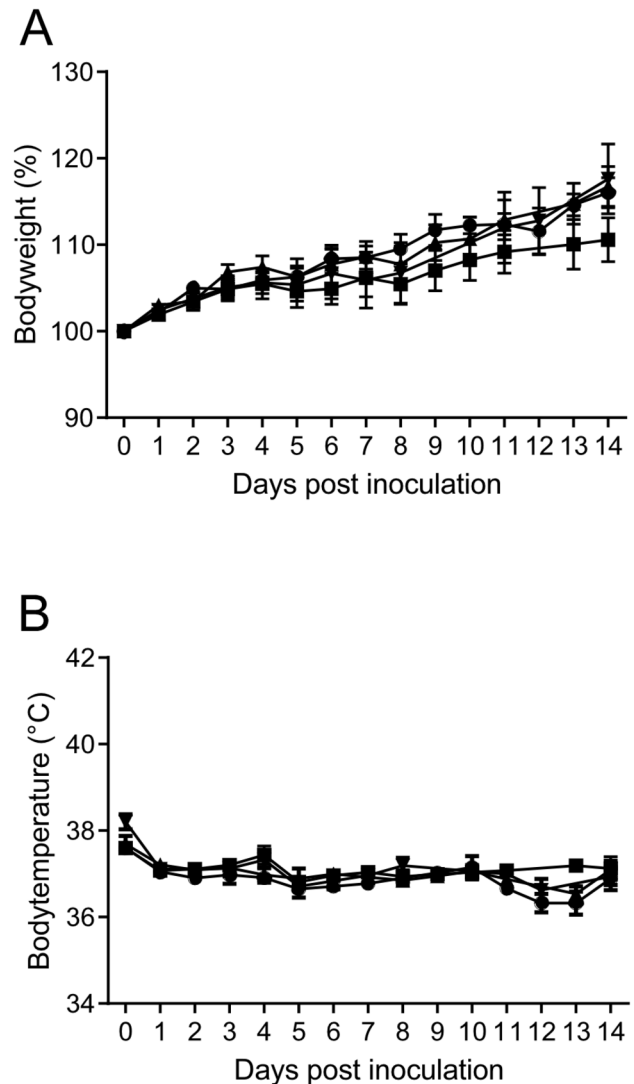 A
130
120
110
100
90
Bodyweight (%)
0 1 2 3 4 5 6 7 8 9 10 11 12 13 14
Days post inoculation
B
42
40
38
36
34
Bodytemperature (°C)
0 1 2 3 4 5 6 7 8 9 10 11 12 13 14
Days post inoculation